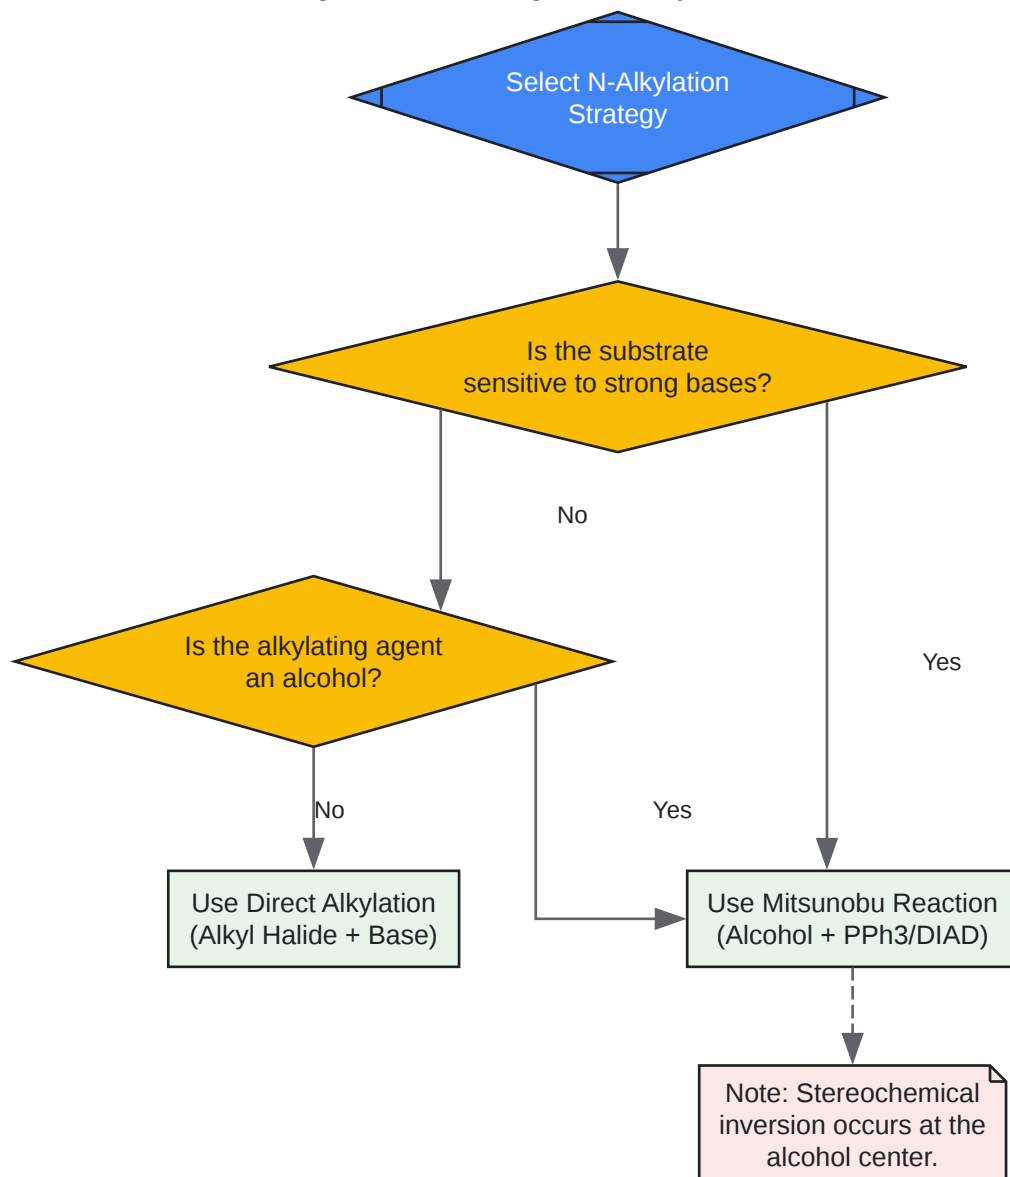 Select N-Alkylation
Strategy
Is the substrate
sensitive to strong bases?
No
Is the alkylating agent
an alcohol?
Yes
No
Yes
Use Direct Alkylation
(Alkyl Halide + Base)
Use Mitsunobu Reaction
(Alcohol + PPh3/DIAD)
Note: Stereochemical
inversion occurs at the
alcohol center.